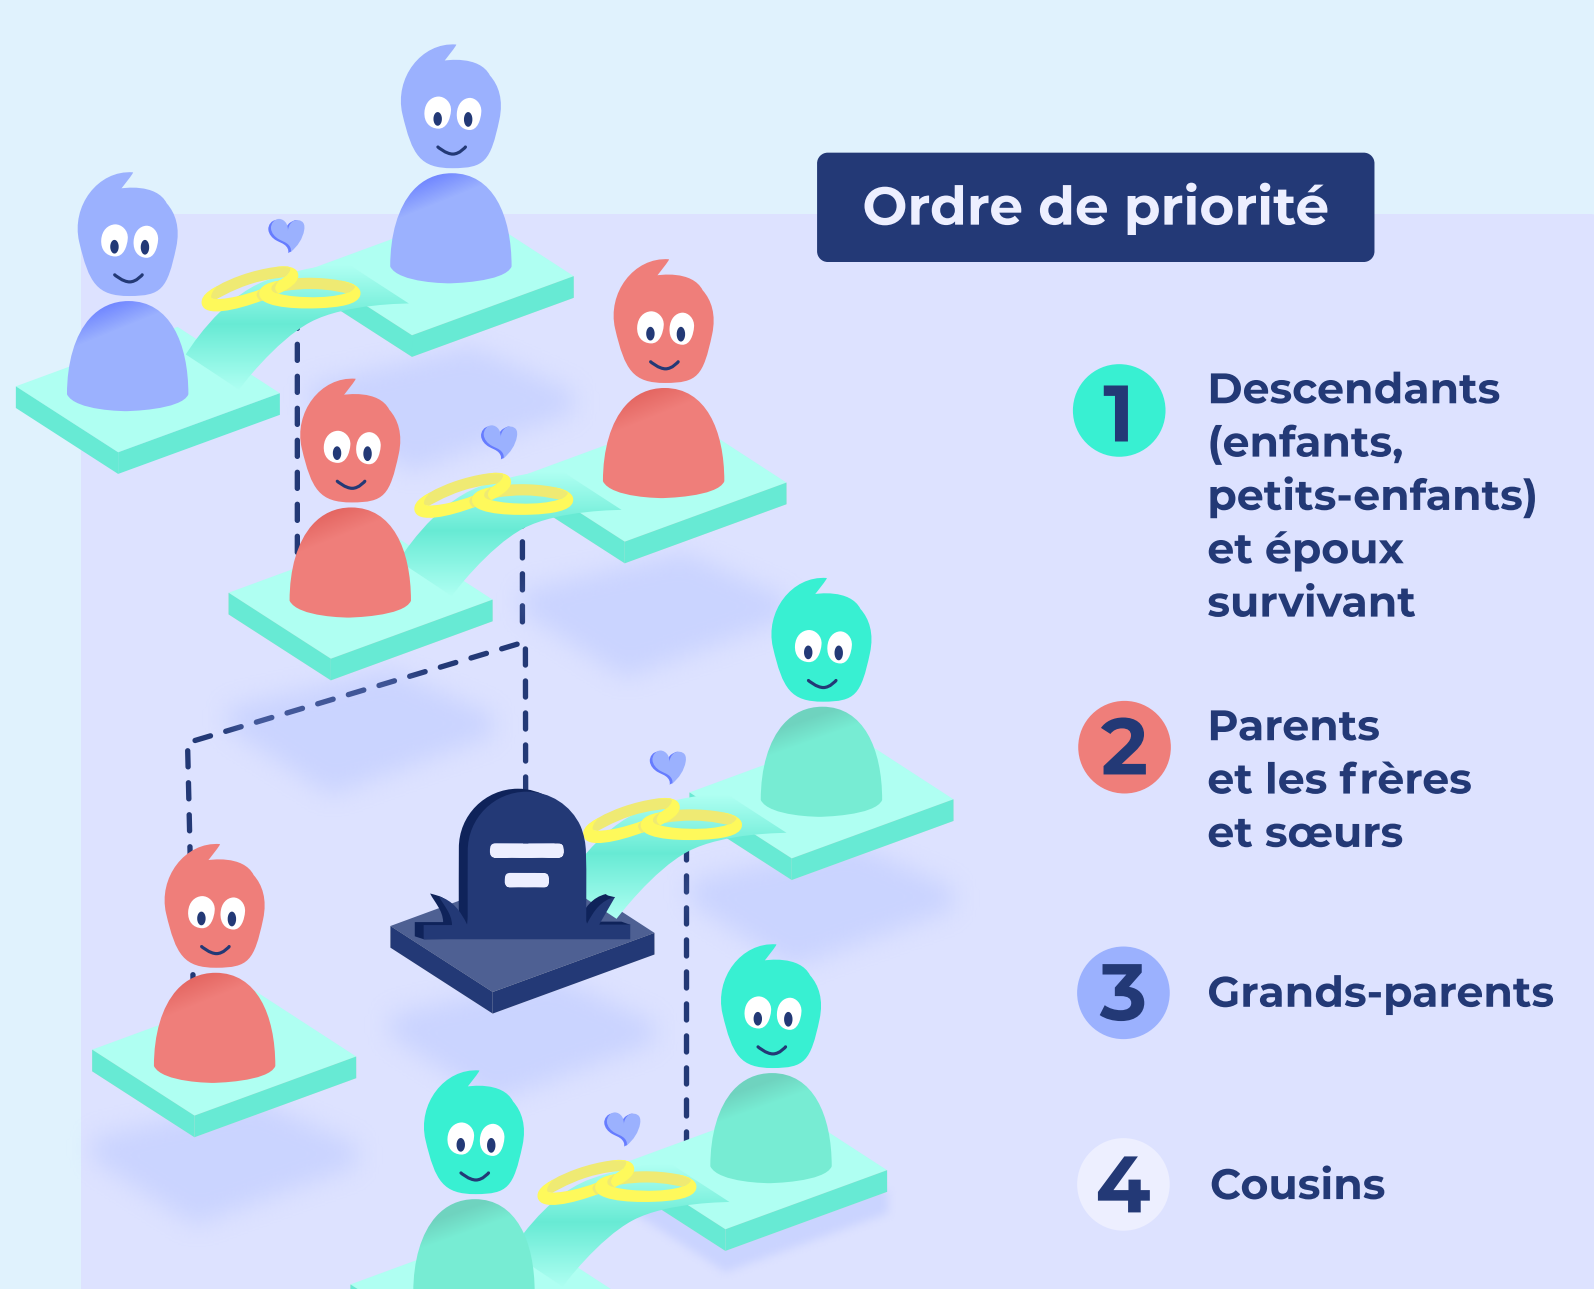 Ordre de priorité
1
Descendants
(enfants,
petits-enfants)
et époux
survivant
2
Parents
et les frères
et sœurs
3
Grands-parents
4
Cousins